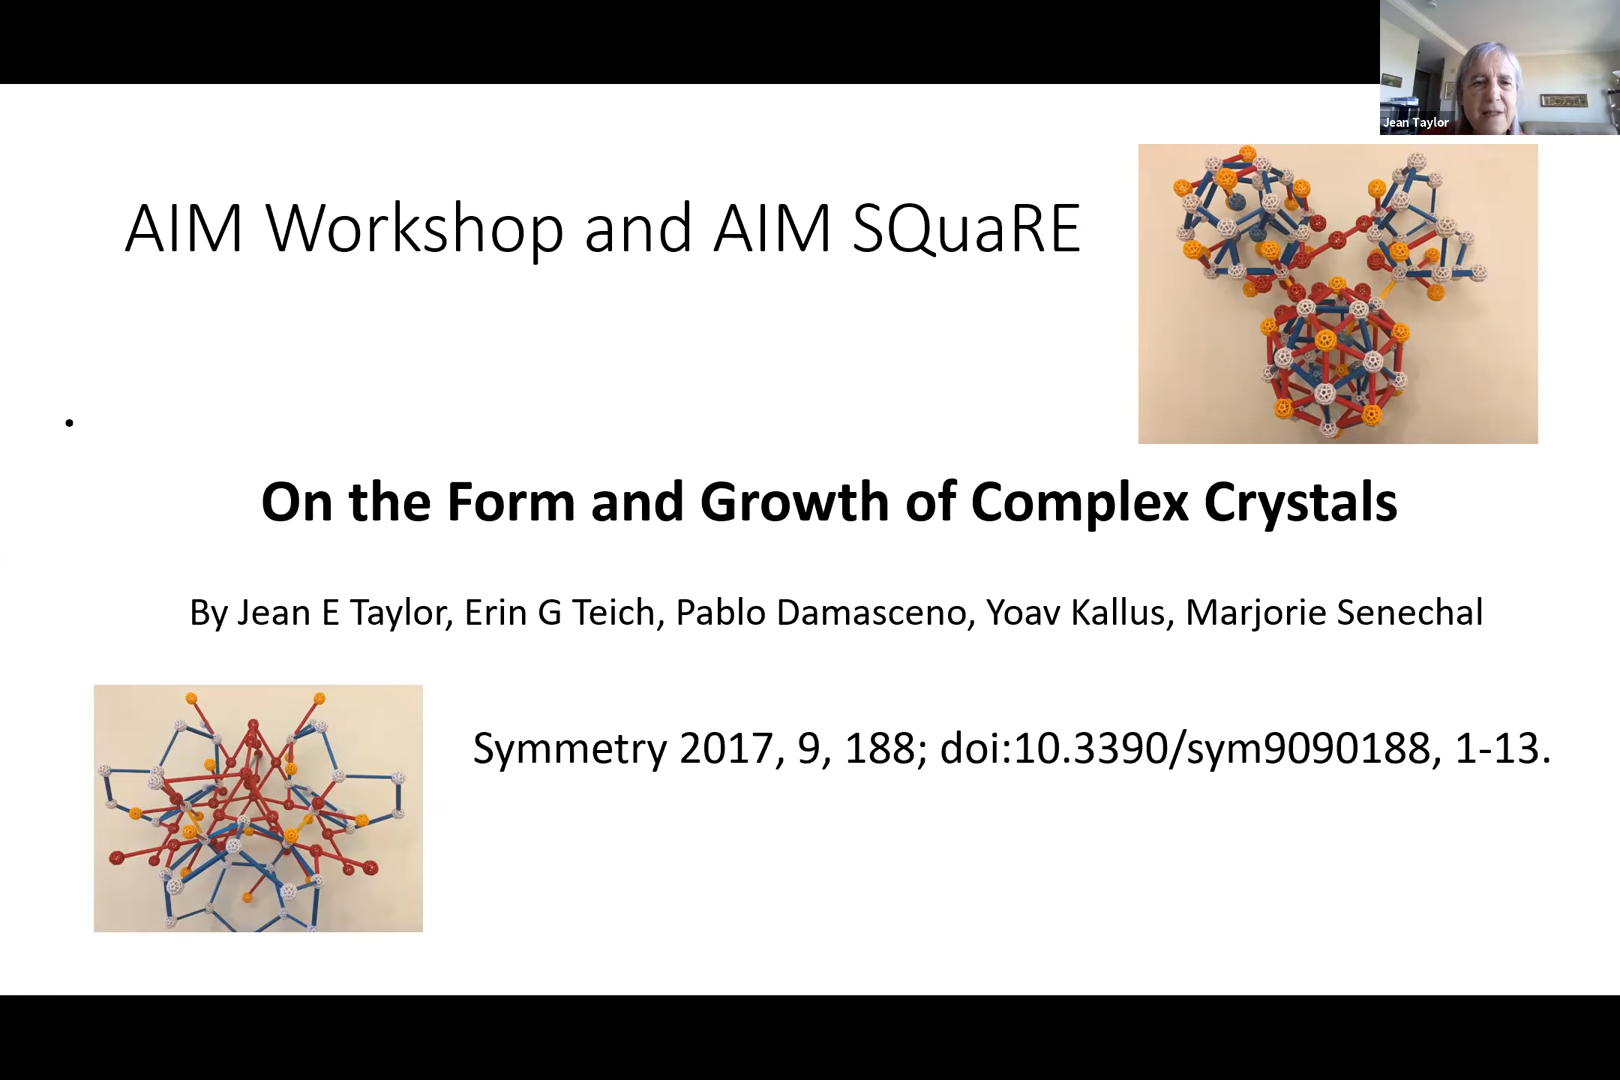 Jean Taylor
AIM Workshop and AIM SQuaRE
On the Form and Growth of Complex Crystals
By Jean E Taylor, Erin G Teich, Pablo Damasceno, Yoav Kallus, Marjorie Senechal
Symmetry 2017, 9, 188; doi:10.3390/sym9090188, 1-13.